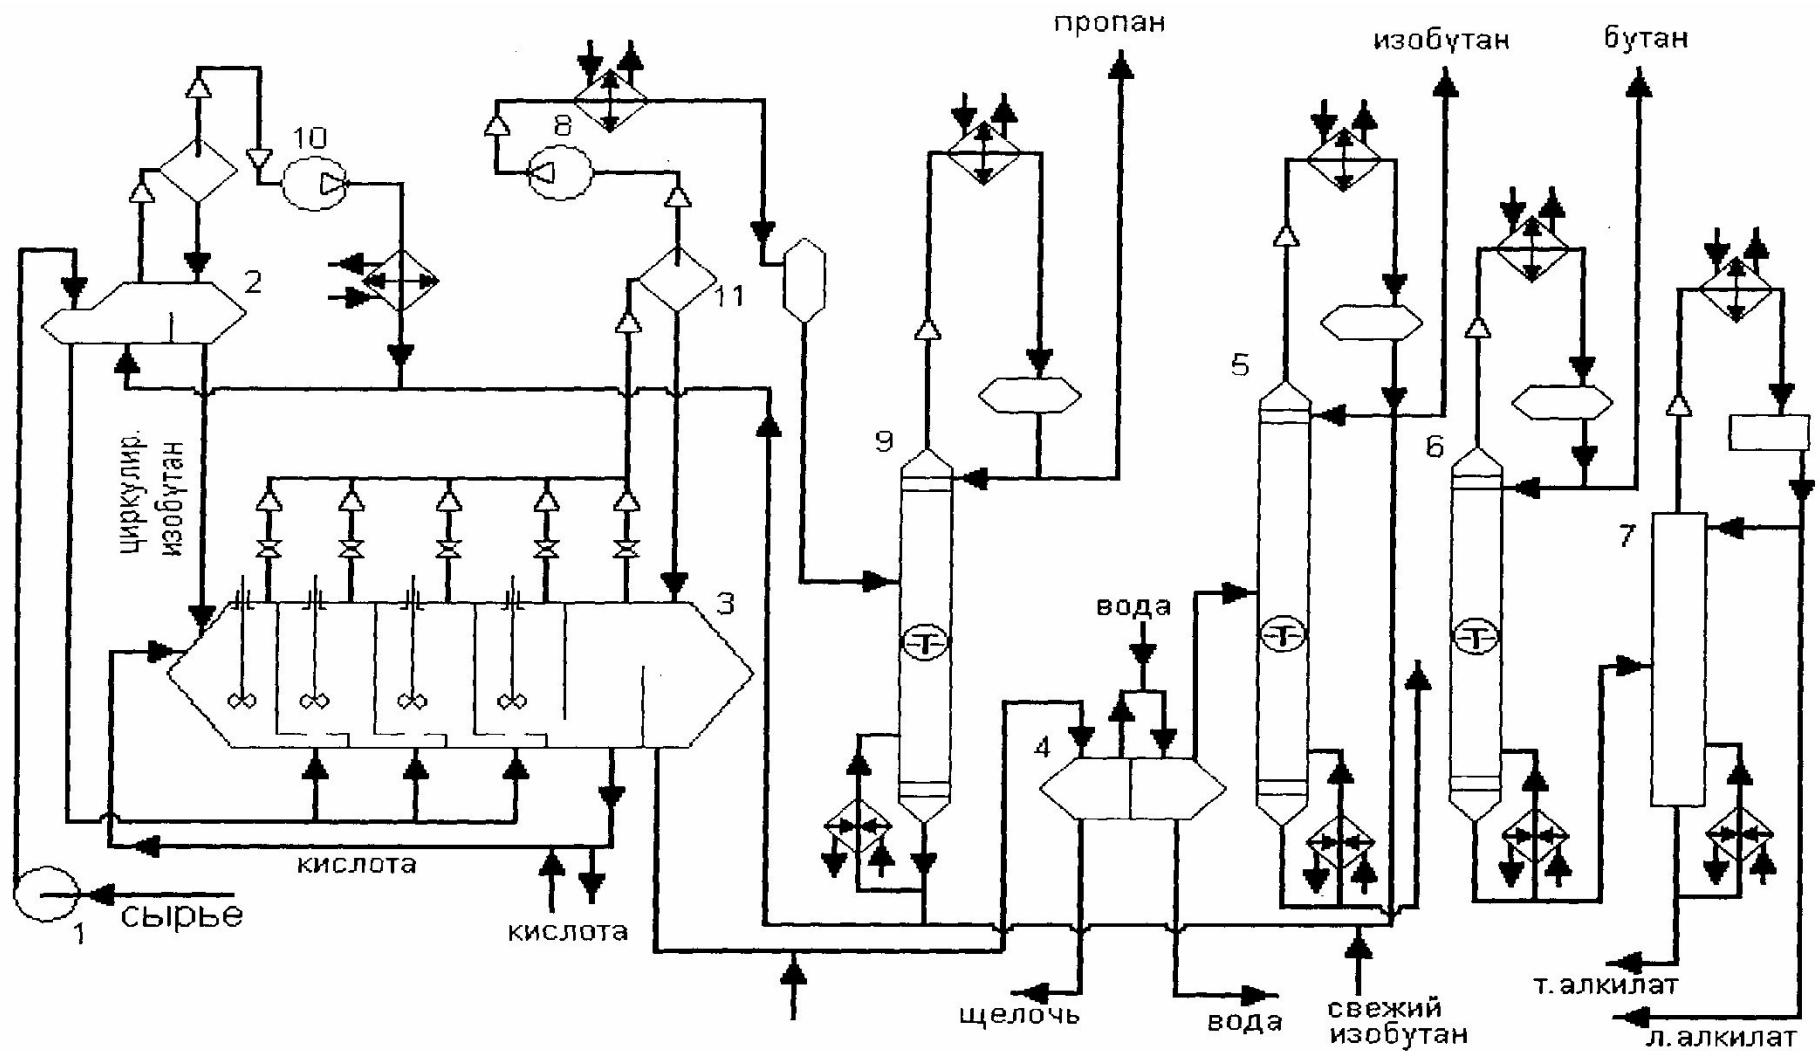 пропан
изобутан
бутан
10
8
2
11
5
9
6
циркулир.
изобутан
7
3
вода
4
кислота
сырье
1
кислота
щелочь
вода
свежий
изобутан
т.алкилат
л.алкилат
Т
Т
Т